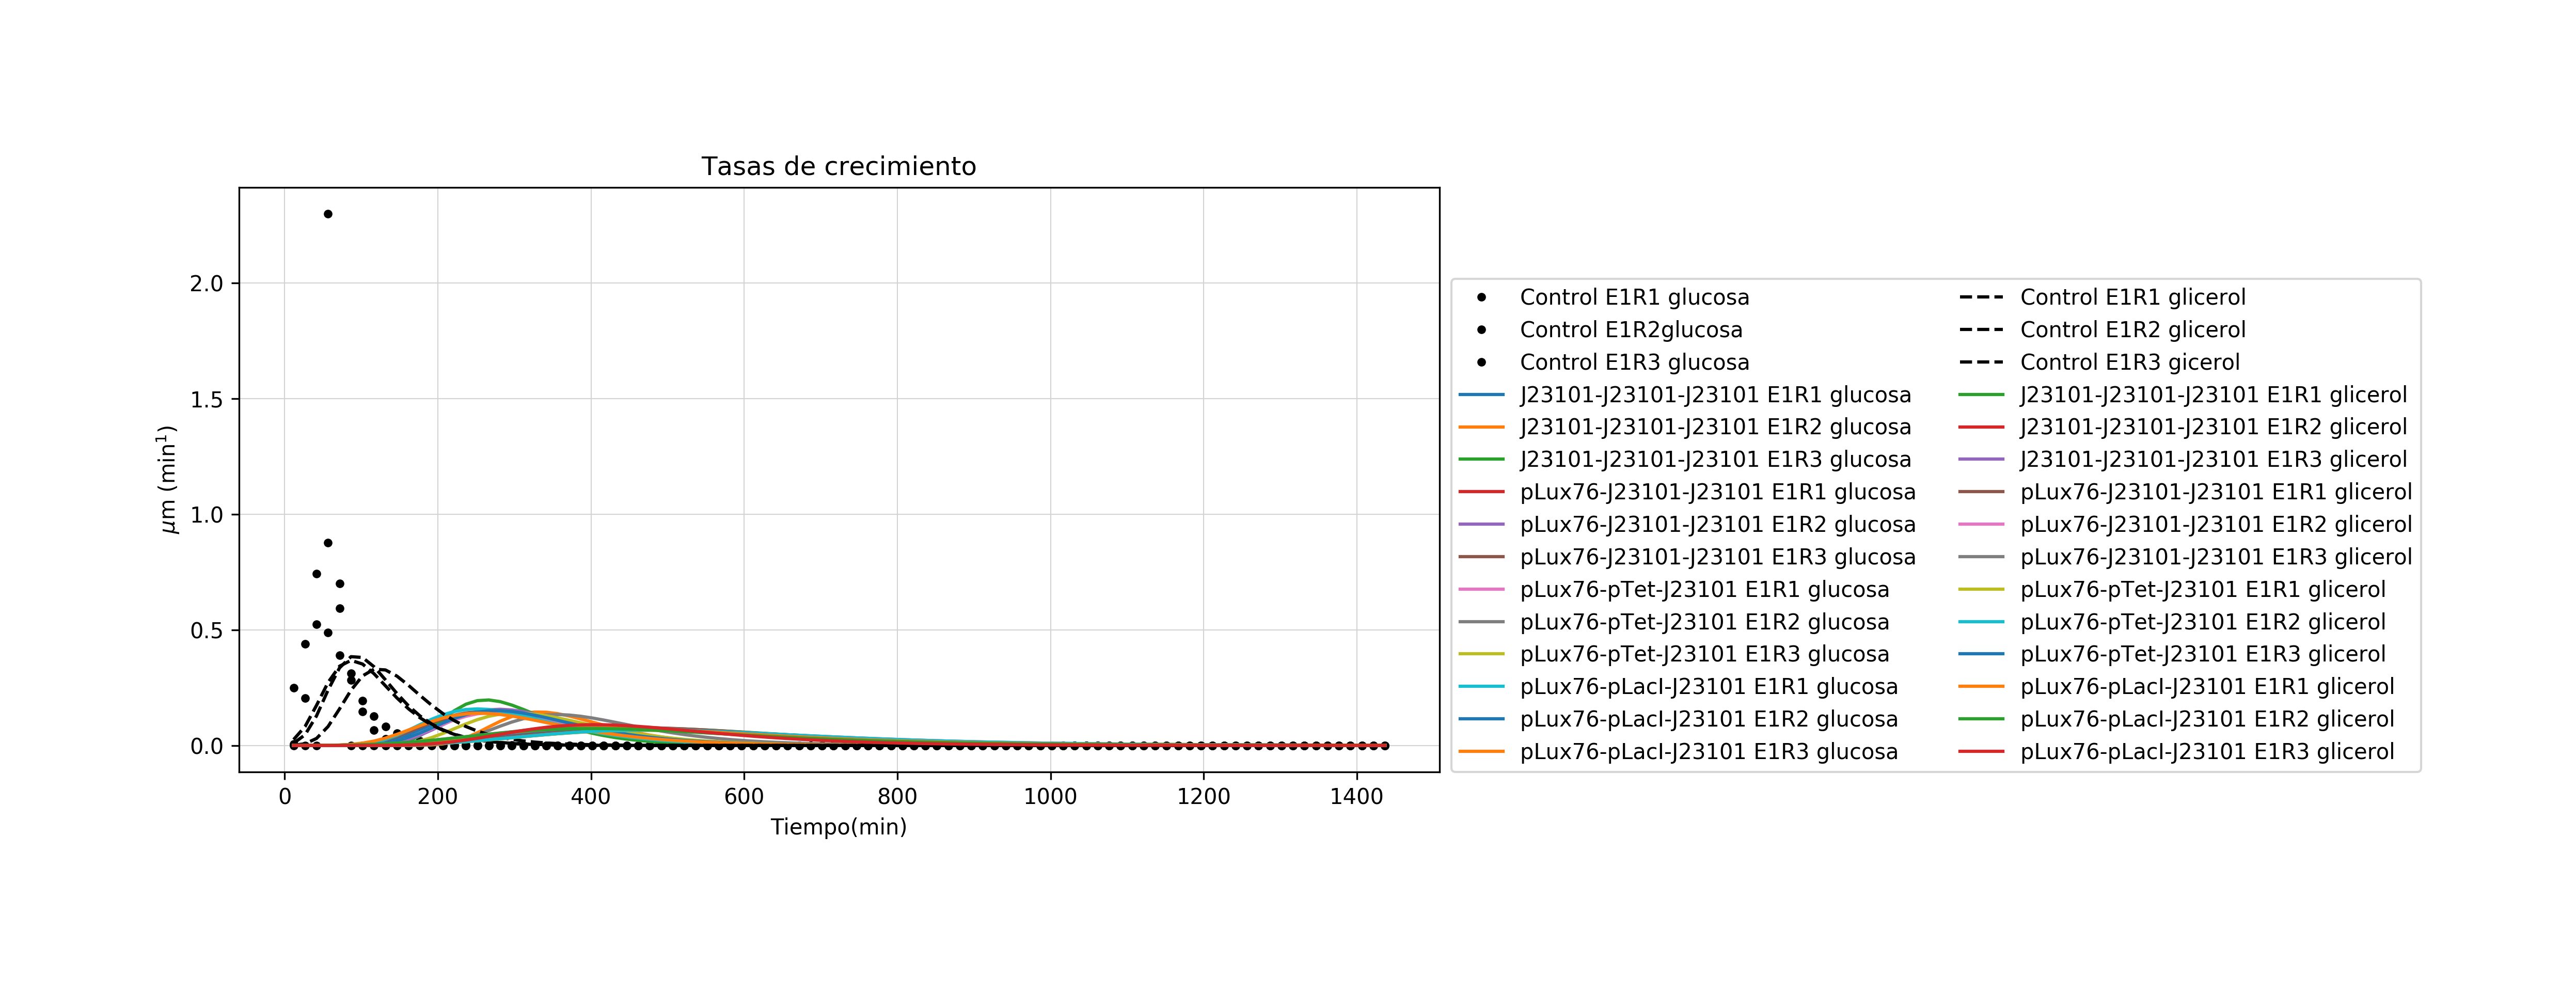 Tasas de crecimiento
2.0
1.5
1.0
0.5
0.0
μm (min¹)
0 200 400 600 800 1000 1200 1400
Tiempo(min)
Control E1R1 glucosa
Control E1R2glucosa
Control E1R3 glucosa
J23101-J23101-J23101 E1R1 glucosa
J23101-J23101-J23101 E1R2 glucosa
J23101-J23101-J23101 E1R3 glucosa
pLux76-J23101-J23101 E1R1 glucosa
pLux76-J23101-J23101 E1R2 glucosa
pLux76-J23101-J23101 E1R3 glucosa
pLux76-pTet-J23101 E1R1 glucosa
pLux76-pTet-J23101 E1R2 glucosa
pLux76-pTet-J23101 E1R3 glucosa
pLux76-pLacI-J23101 E1R1 glucosa
pLux76-pLacI-J23101 E1R2 glucosa
pLux76-pLacI-J23101 E1R3 glucosa
Control E1R1 glicerol
Control E1R2 glicerol
Control E1R3 gicerol
J23101-J23101-J23101 E1R1 glicerol
J23101-J23101-J23101 E1R2 glicerol
J23101-J23101-J23101 E1R3 glicerol
pLux76-J23101-J23101 E1R1 glicerol
pLux76-J23101-J23101 E1R2 glicerol
pLux76-J23101-J23101 E1R3 glicerol
pLux76-pTet-J23101 E1R1 glicerol
pLux76-pTet-J23101 E1R2 glicerol
pLux76-pTet-J23101 E1R3 glicerol
pLux76-pLacI-J23101 E1R1 glicerol
pLux76-pLacI-J23101 E1R2 glicerol
pLux76-pLacI-J23101 E1R3 glicerol